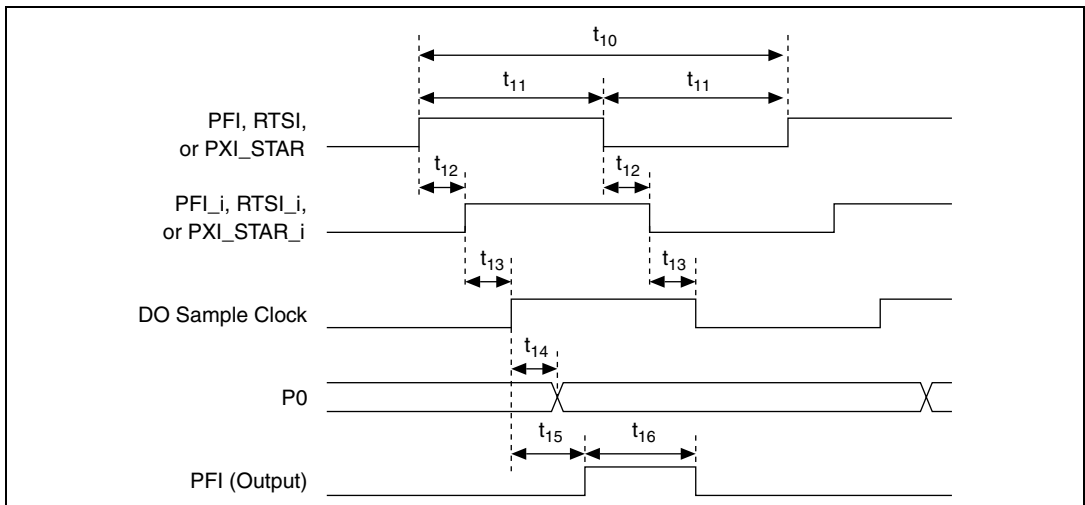 t10
t11 t11
PFI, RTSI,
or PXI_STAR
t12 t12
PFI_i, RTSI_i,
or PXI_STAR_i
t13 t13
DO Sample Clock
t14
P0
t15 t16
PFI (Output)